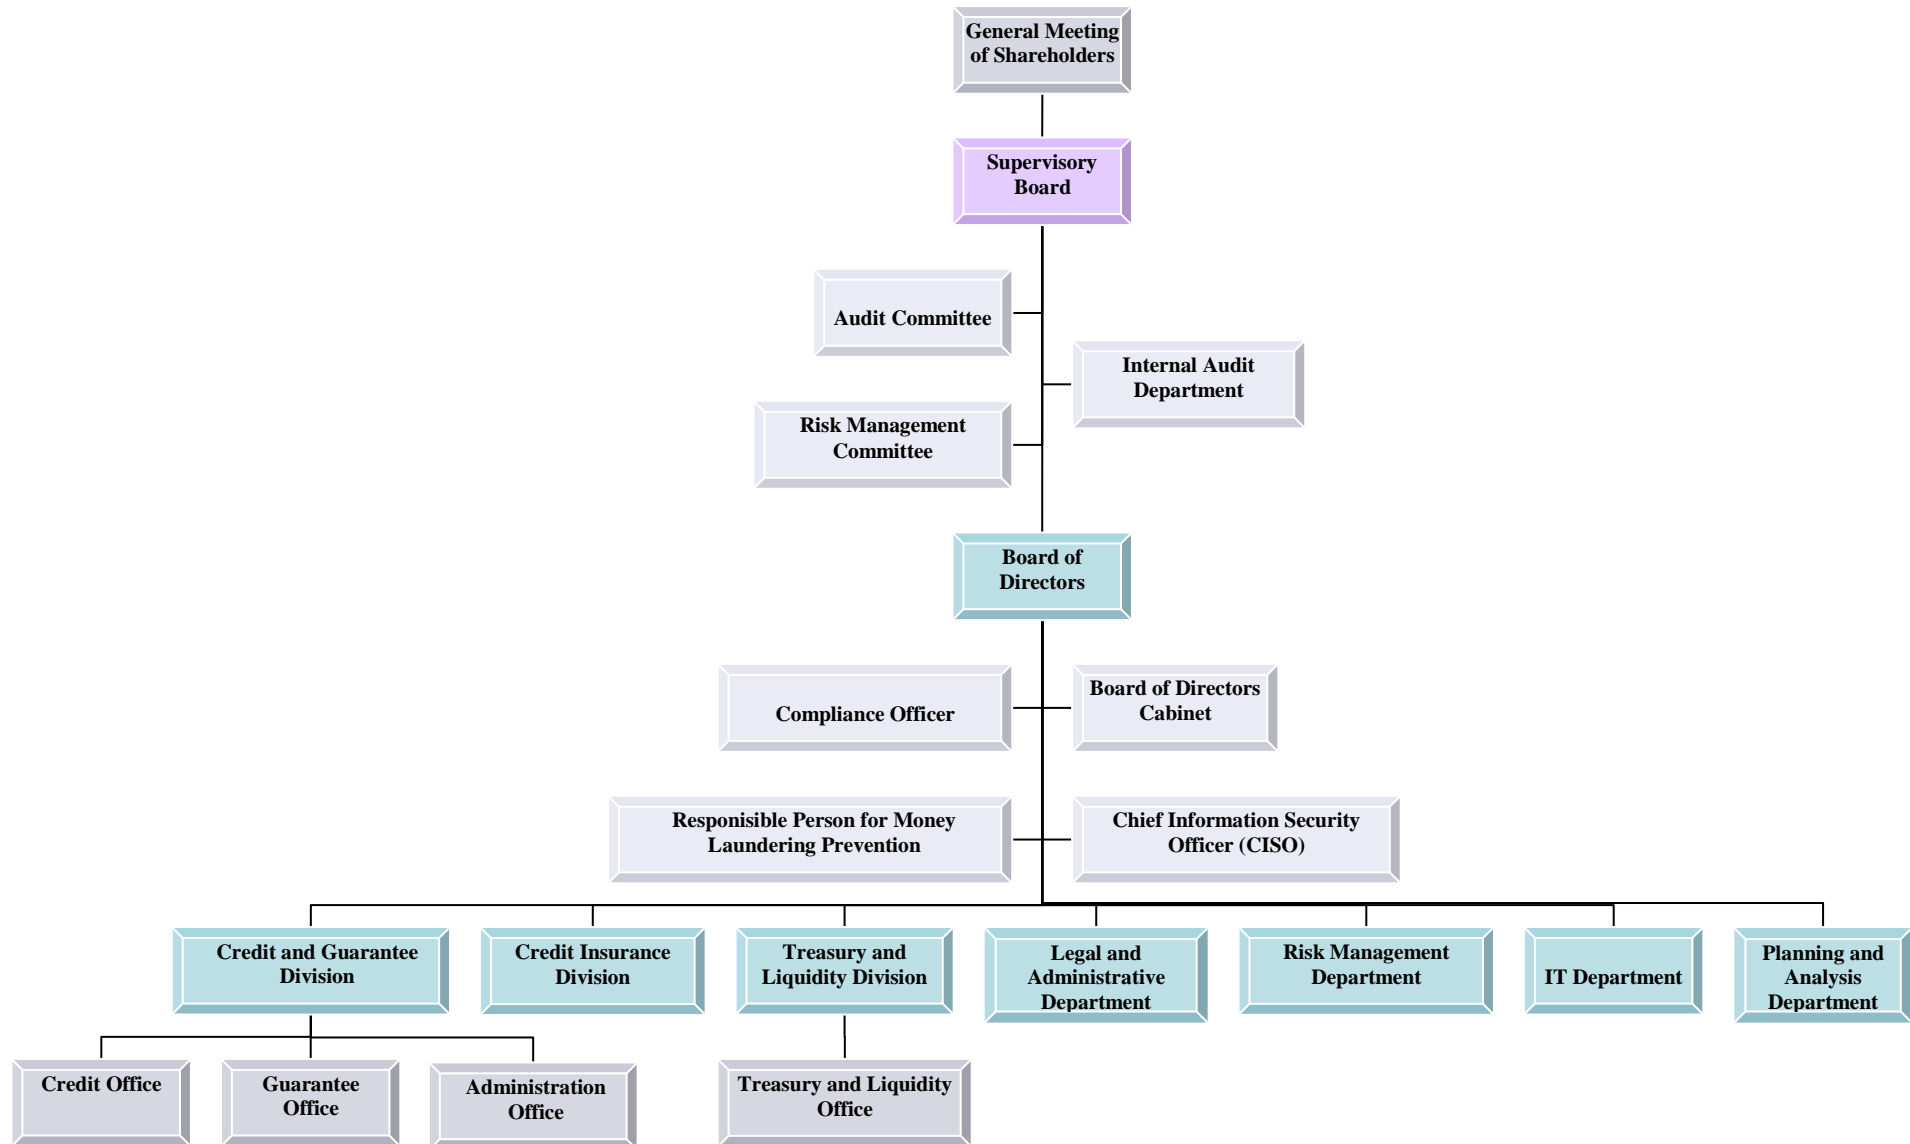 General Meeting
of Shareholders
Supervisory
Board
Audit Committee
Internal Audit
Department
Risk Management
Committee
Board of
Directors
Compliance Officer
Board of Directors
Cabinet
Responisible Person for Money
Laundering Prevention
Chief Information Security
Officer (CISO)
Credit and Guarantee
Division
Credit Insurance
Division
Treasury and
Liquidity Division
Legal and
Administrative
Department
Risk Management
Department
IT Department
Planning and
Analysis
Department
Credit Office
Guarantee
Office
Administration
Office
Treasury and Liquidity
Office